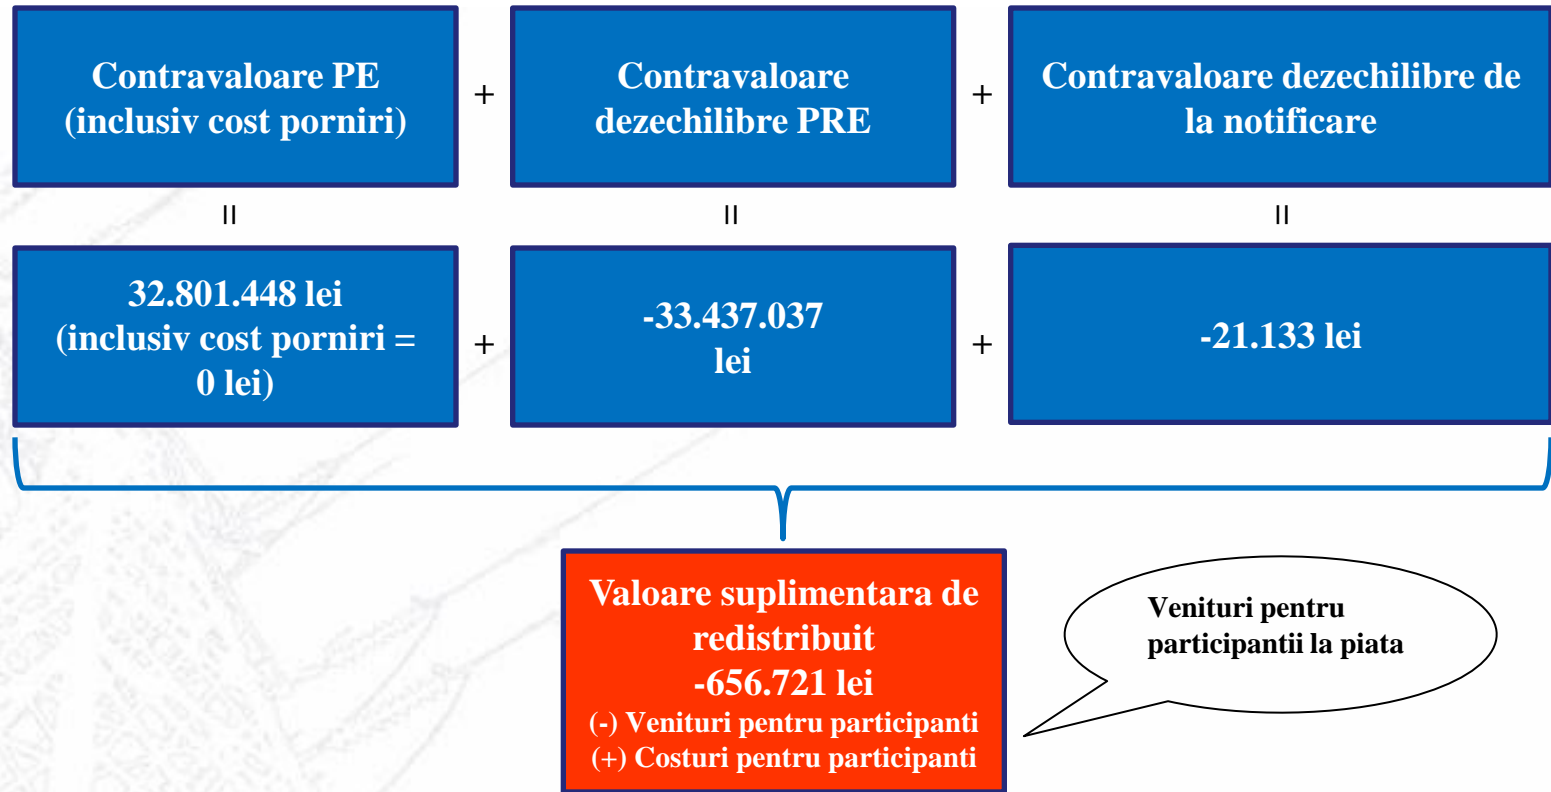 Contravaloare PE
(inclusiv cost porniri)
+
Contravaloare
dezechilibre PRE
+
Contravaloare dezechilibre de
la notificare
=
=
=
32.801.448 lei
(inclusiv cost porniri =
0 lei)
+
-33.437.037
lei
+
-21.133 lei
Valoare suplimentara de
redistribuit
-656.721 lei
(-) Venituri pentru participanti
(+) Costuri pentru participanti
Venituri pentru
participantii la piata